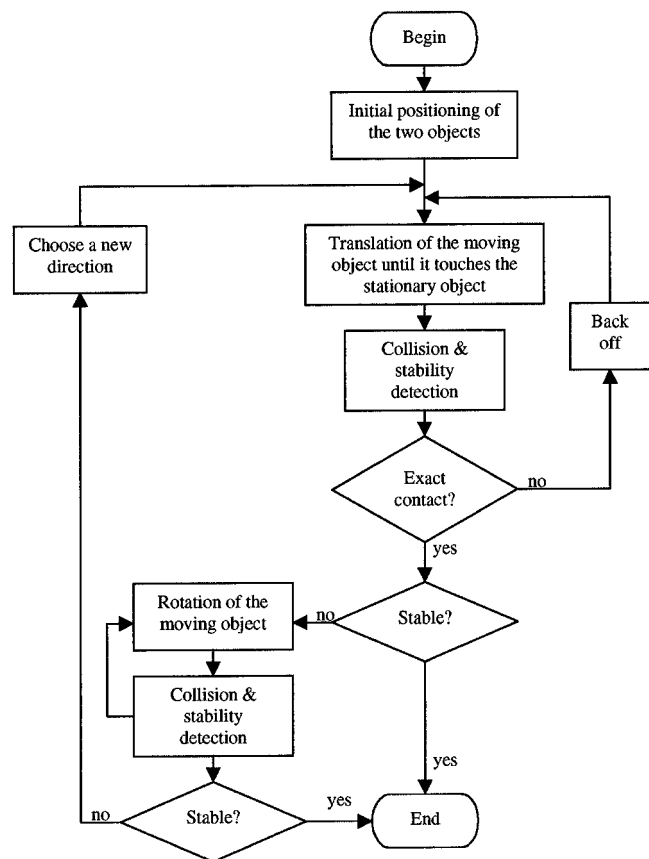 Begin
Initial positioning of
the two objects
Choose a new
direction
Translation of the moving
object until it touches the
stationary object
Back
off
Collision &
stability
detection
Exact
contact?
no
yes
Rotation of the
moving object
no
Stable?
Collision &
stability
detection
yes
no
Stable?
yes
End